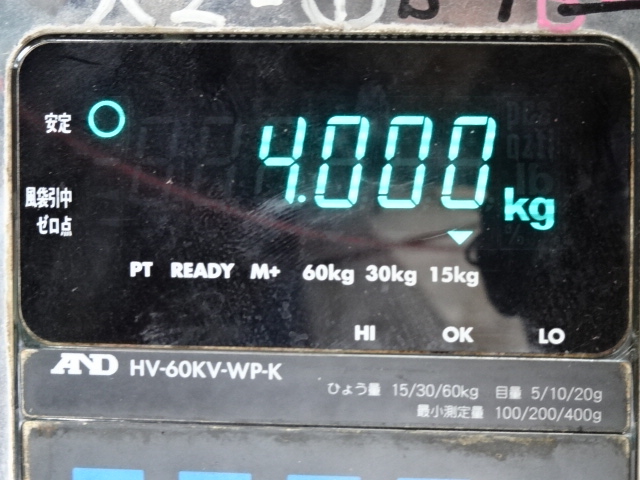 安定
4.000 kg
風袋引中
ゼロ点
PT READY M+ 60kg 30kg 15kg
HI OK LO
AND HV-60KV-WP-K
ひょう量 15/30/60kg 目量 5/10/20g
最小測定量 100/200/400g